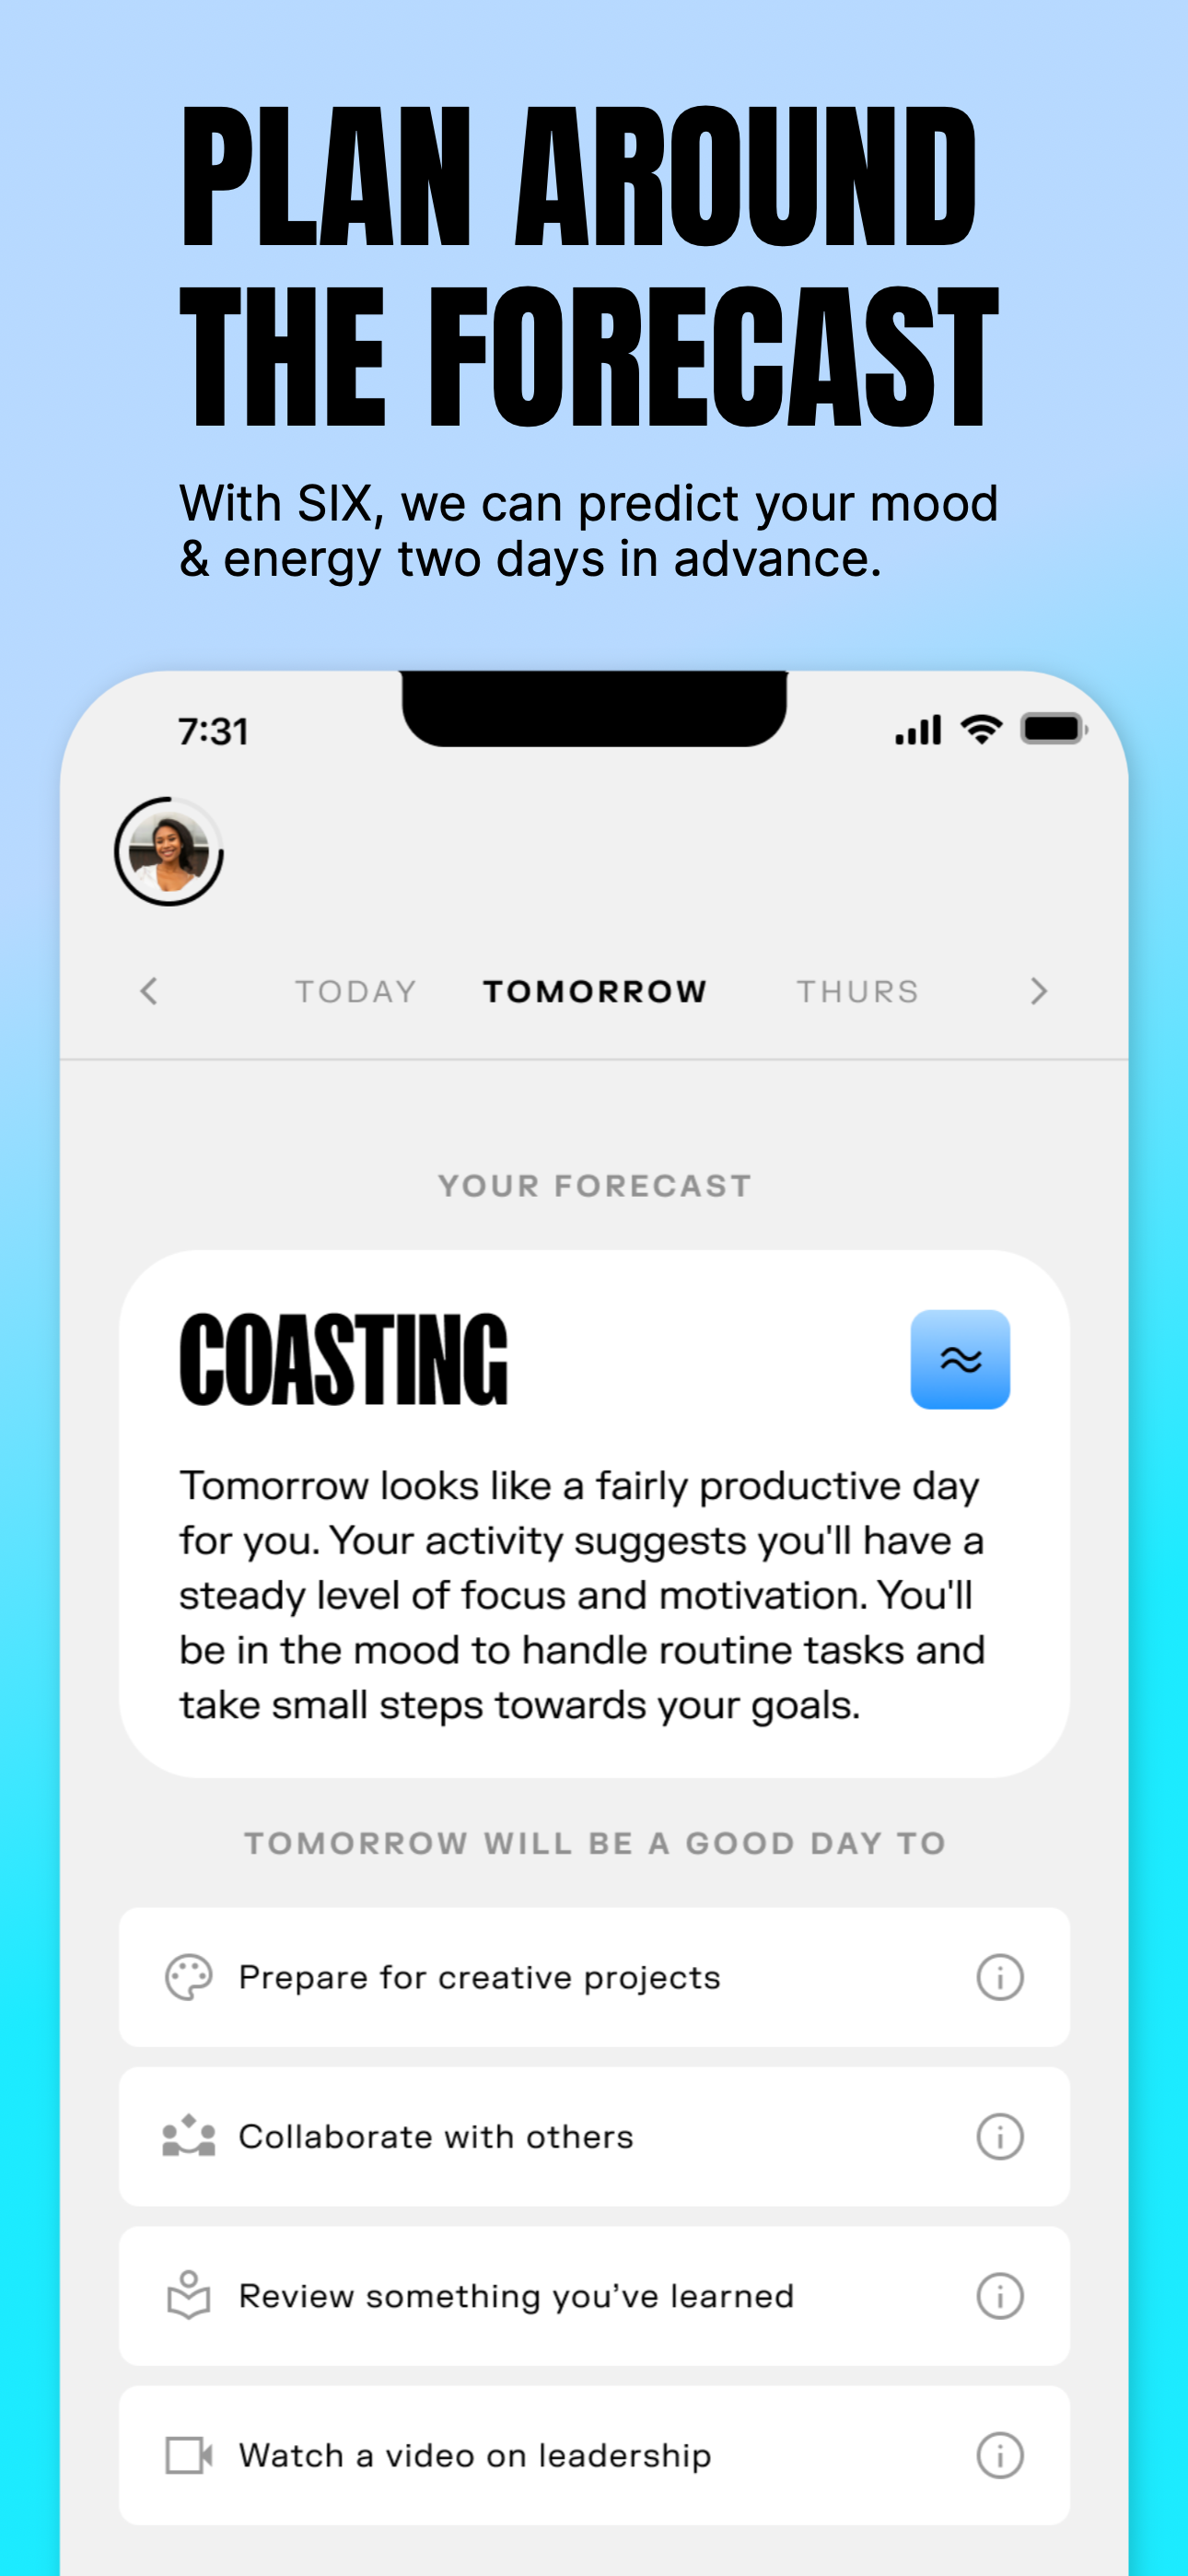 PLAN AROUND
THE FORECAST
With SIX, we can predict your mood
& energy two days in advance.
7:31
TODAY TOMORROW THURS
YOUR FORECAST
COASTING
Tomorrow looks like a fairly productive day
for you. Your activity suggests you'll have a
steady level of focus and motivation. You'll
be in the mood to handle routine tasks and
take small steps towards your goals.
TOMORROW WILL BE A GOOD DAY TO
Prepare for creative projects
Collaborate with others
Review something you’ve learned
Watch a video on leadership